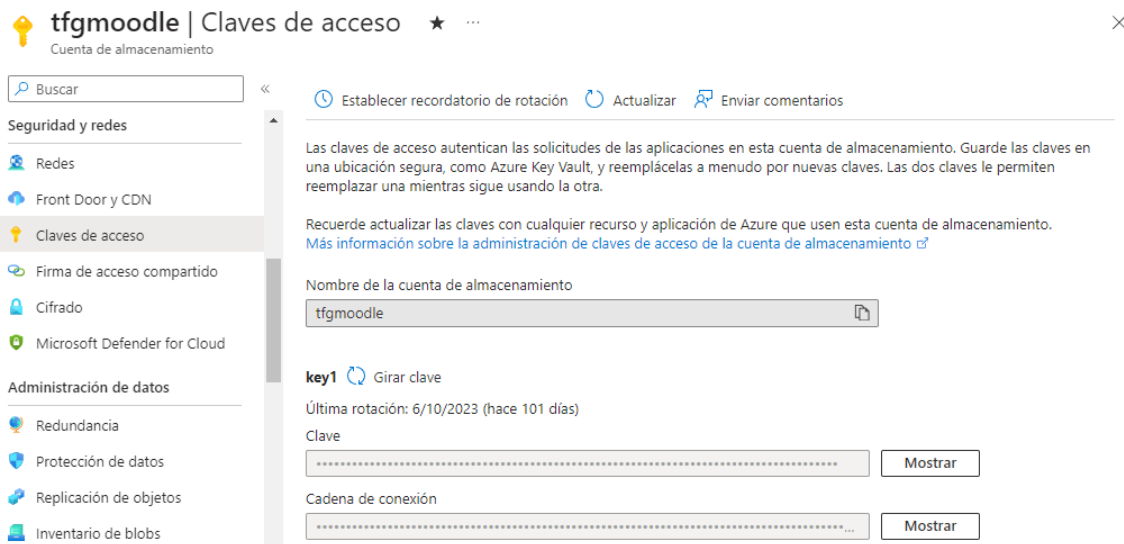 tfgmoodle | Claves de acceso
Cuenta de almacenamiento
Buscar
Seguridad y redes
Redes
Front Door y CDN
Claves de acceso
Firma de acceso compartido
Cifrado
Microsoft Defender for Cloud
Administración de datos
Redundancia
Protección de datos
Replicación de objetos
Inventario de blobs
Establecer recordatorio de rotación Actualizar Enviar comentarios
Las claves de acceso autentican las solicitudes de las aplicaciones en esta cuenta de almacenamiento. Guarde las claves en
una ubicación segura, como Azure Key Vault, y reemplácelas a menudo por nuevas claves. Las dos claves le permiten
reemplazar una mientras sigue usando la otra.
Recuerde actualizar las claves con cualquier recurso y aplicación de Azure que usen esta cuenta de almacenamiento.
Más información sobre la administración de claves de acceso de la cuenta de almacenamiento
Nombre de la cuenta de almacenamiento
tfgmoodle
key1 Girar clave
Última rotación: 6/10/2023 (hace 101 días)
Clave
Mostrar
Cadena de conexión
Mostrar